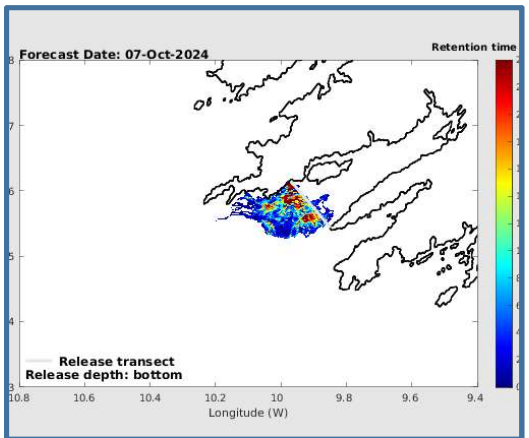 Retention time
Forecast Date: 07-Oct-2024
8
7
6
5
4
3
Release transect
Release depth: bottom
10.8 10.6 10.4 10.2 10 9.8 9.6 9.4
Longitude (W)